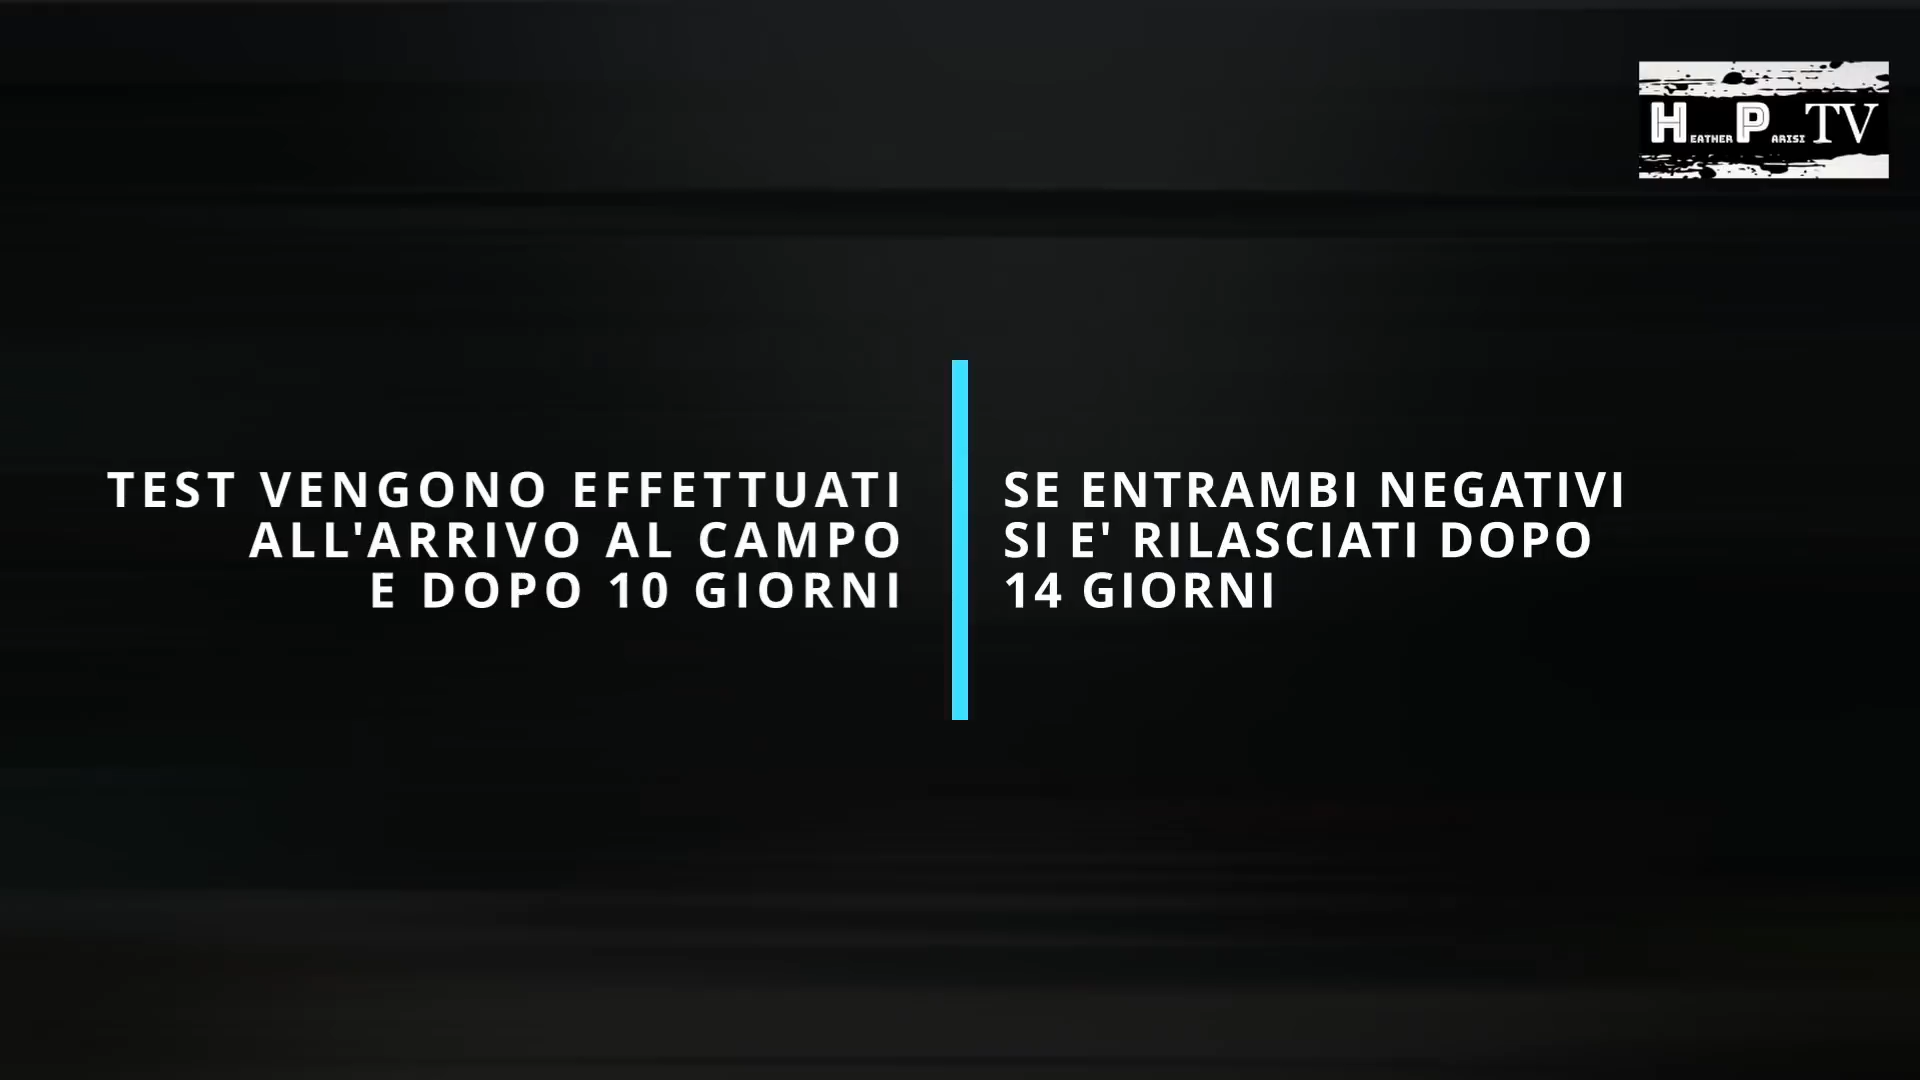 HEATHER PARISI TV
TEST VENGONO EFFETTUATI
ALL'ARRIVO AL CAMPO
E DOPO 10 GIORNI
SE ENTRAMBI NEGATIVI
SI E' RILASCIATI DOPO
14 GIORNI